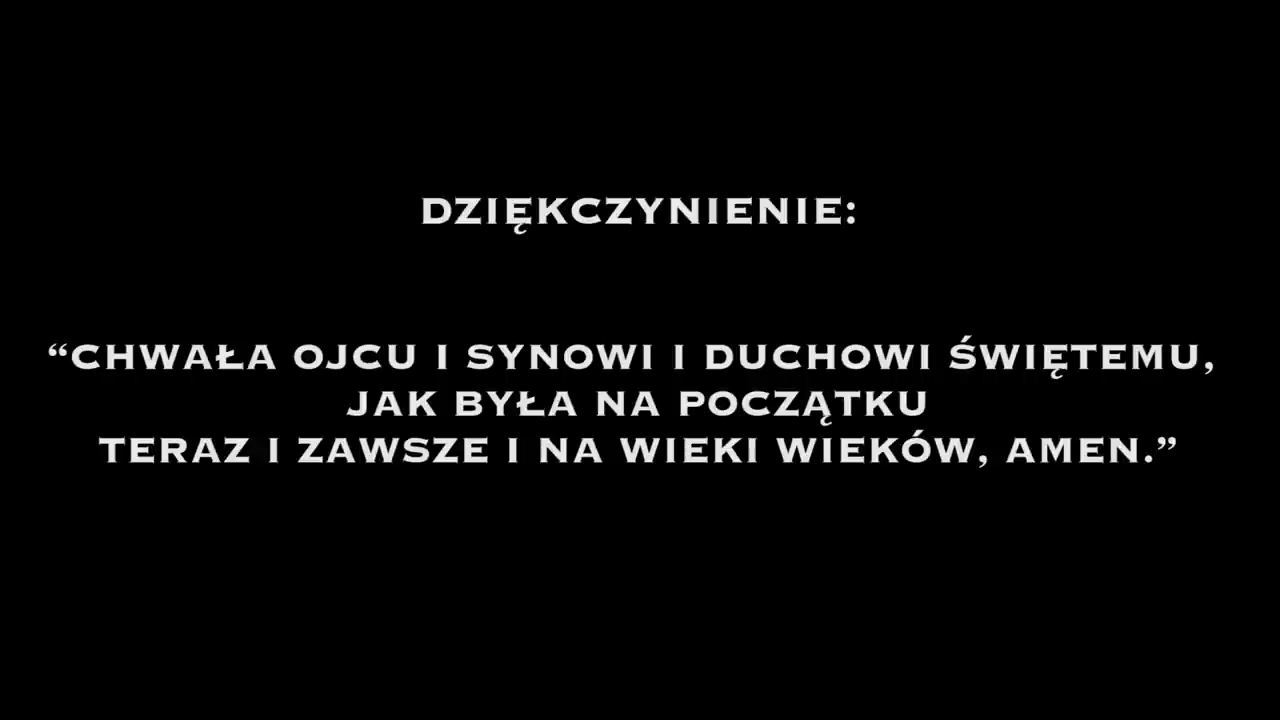 DZIĘKCZYNIENIE:
“CHWAŁA OJCU I SYNOWI I DUCHOWI ŚWIĘTEMU,
JAK BYŁA NA POCZĄTKU
TERAZ I ZAWSZE I NA WIEKI WIEKÓW, AMEN.”